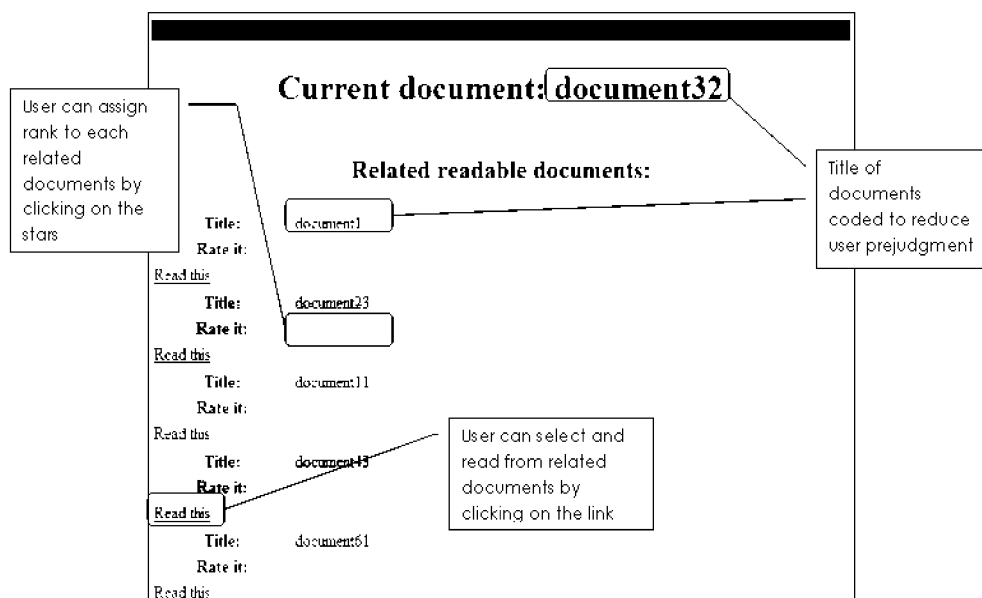 Current document: document32
User can assign
rank to each
related
documents by
clicking on the
stars
Related readable documents:
Title of
documents
coded to reduce
user prejudgment
Title: document1
Rate it:
Read this
Title: document23
Rate it:
Read this
Title: document11
Rate it:
Read this
Title: document43
Rate it:
Read this
User can select and
read from related
documents by
clicking on the link
Title: document61
Rate it:
Read this